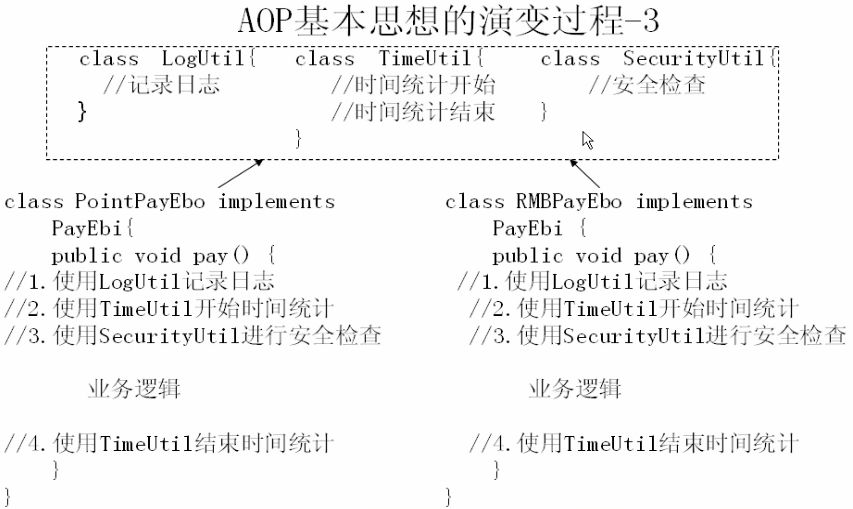 AOP基本思想的演变过程-3
class LogUtil{
//记录日志
}
class TimeUtil{
//时间统计开始
//时间统计结束
}
class SecurityUtil{
//安全检查
}
class PointPayEbo implements
PayEbi{
public void pay() {
//1.使用LogUtil记录日志
//2.使用TimeUtil开始时间统计
//3.使用SecurityUtil进行安全检查
业务逻辑
//4.使用TimeUtil结束时间统计
}
}
class RMBPayEbo implements
PayEbi {
public void pay() {
//1.使用LogUtil记录日志
//2.使用TimeUtil开始时间统计
//3.使用SecurityUtil进行安全检查
业务逻辑
//4.使用TimeUtil结束时间统计
}
}